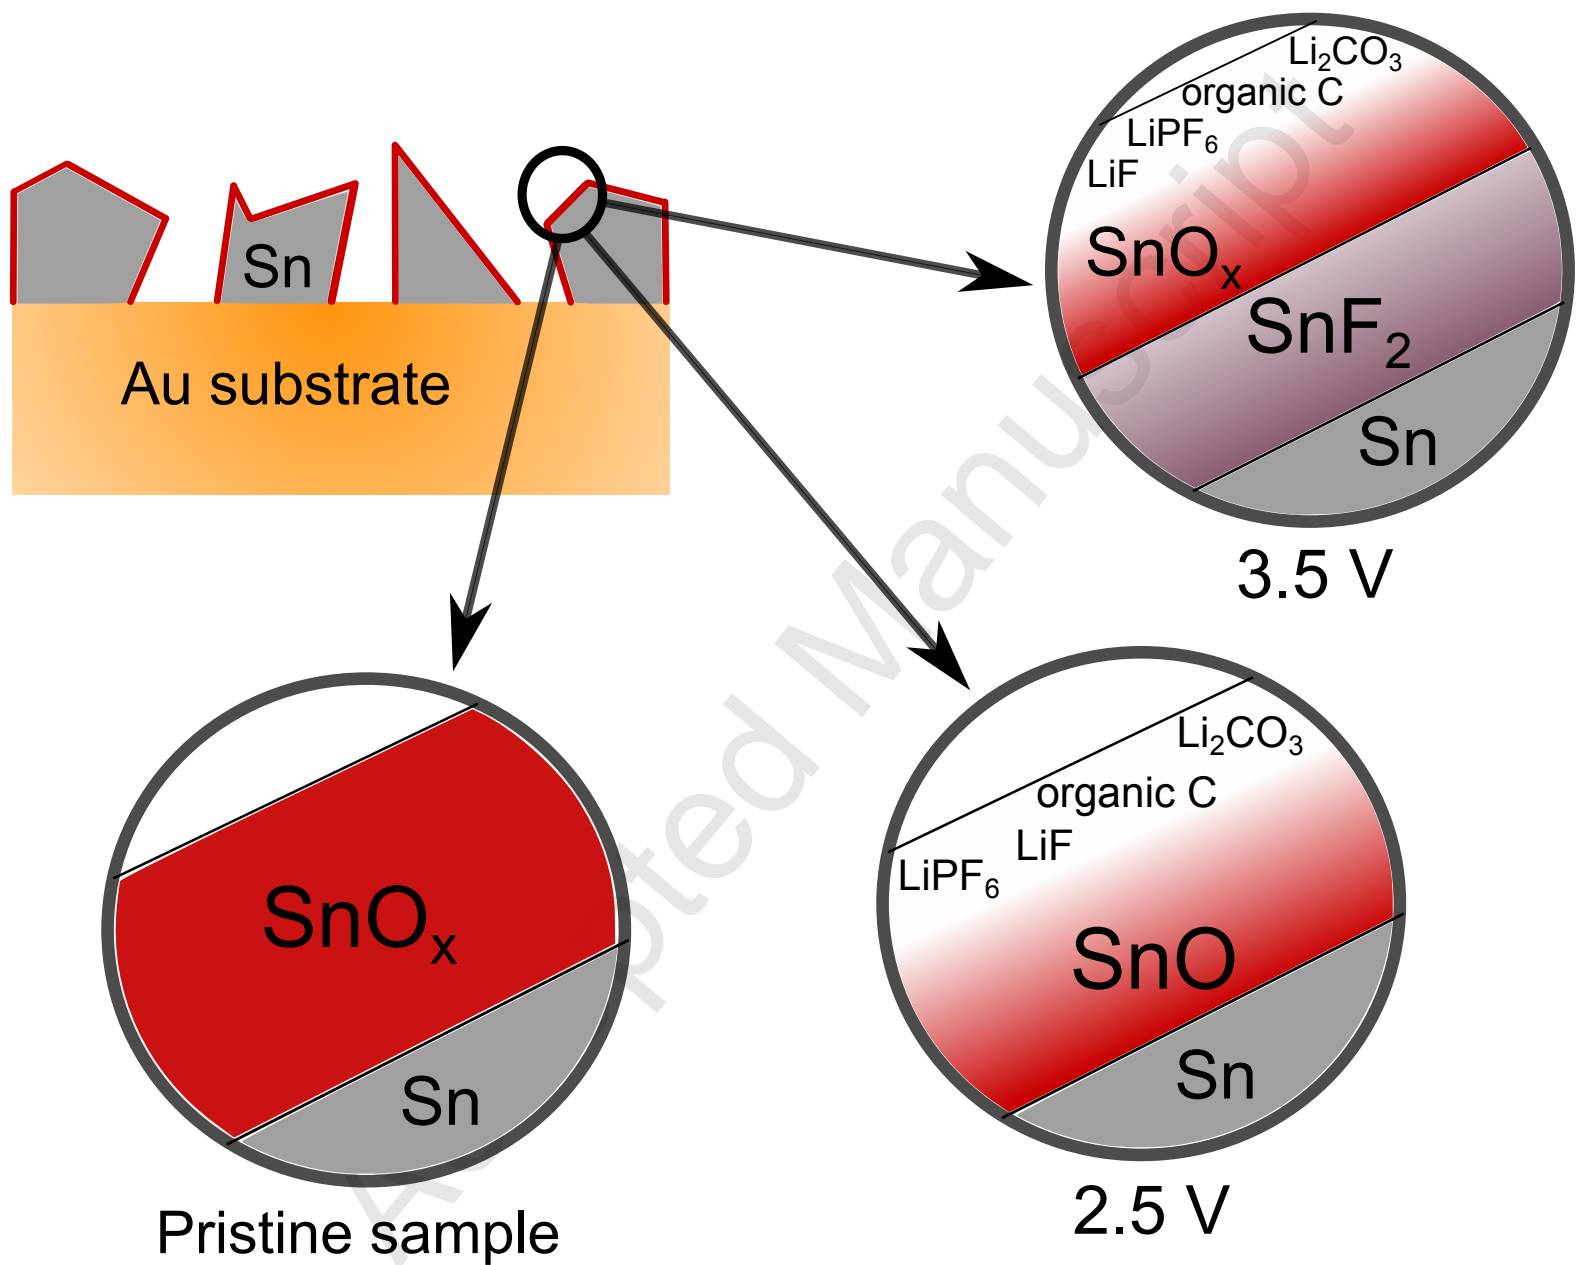 Li₂CO₃
organic C
LiPF₆
LiF
SnOₓ
SnF₂
Sn
3.5 V
Sn
Au substrate
SnOₓ
Sn
Pristine sample
Li₂CO₃
organic C
LiF
LiPF₆
SnO
Sn
2.5 V
Accepted Manuscript